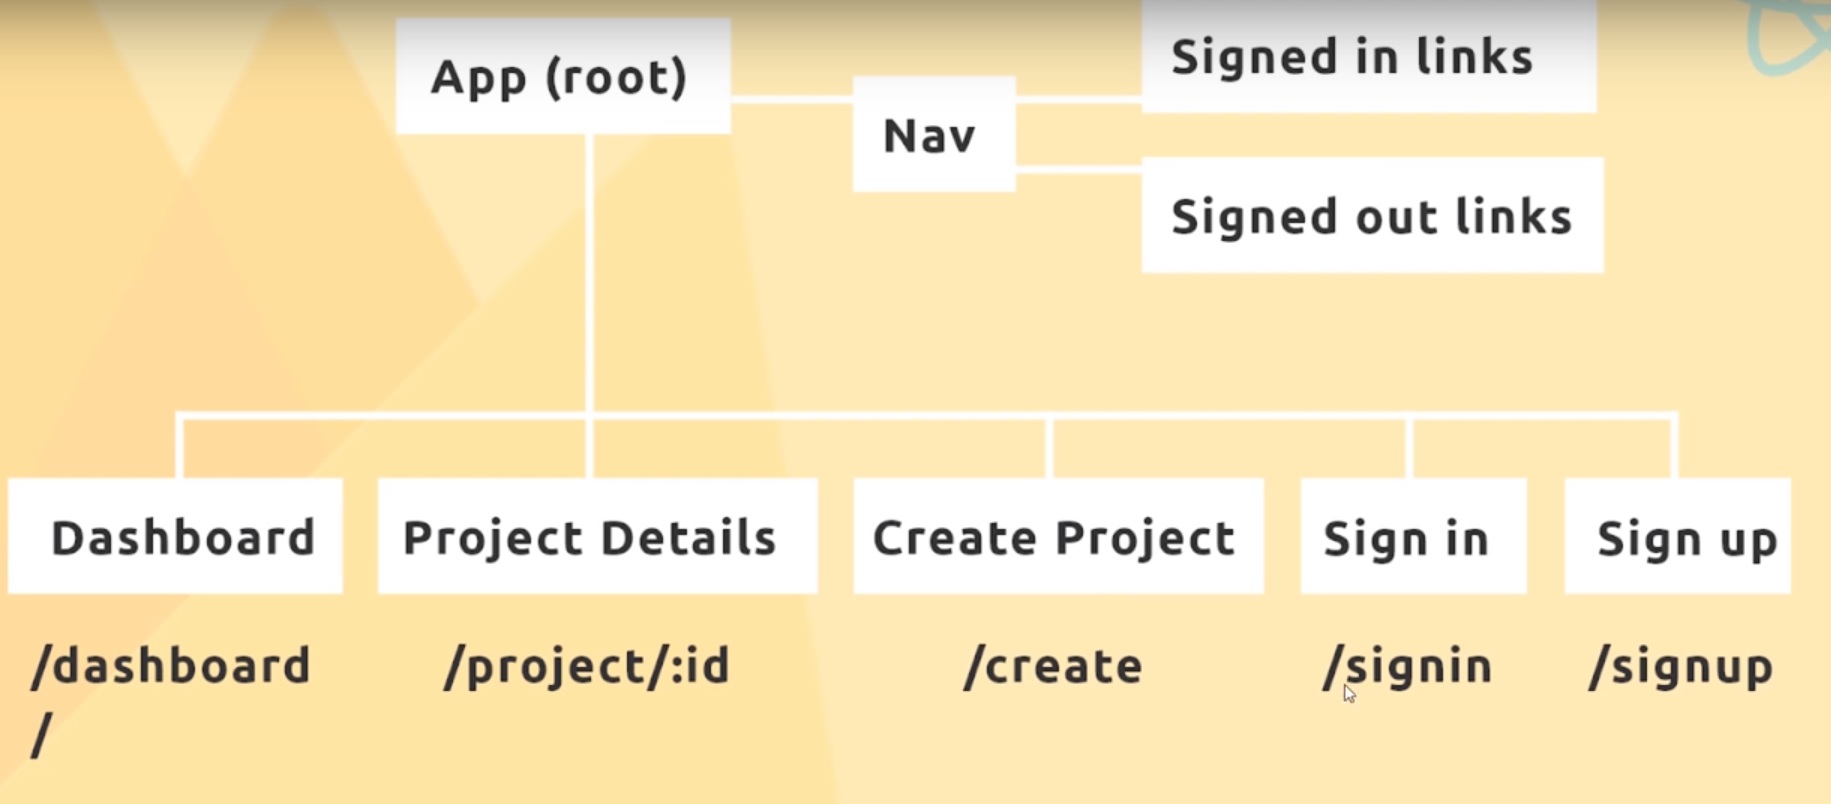 App (root)
Nav
Signed in links
Signed out links
Dashboard
Project Details
Create Project
Sign in
Sign up
/dashboard
/project/:id
/create
/signin
/signup
/